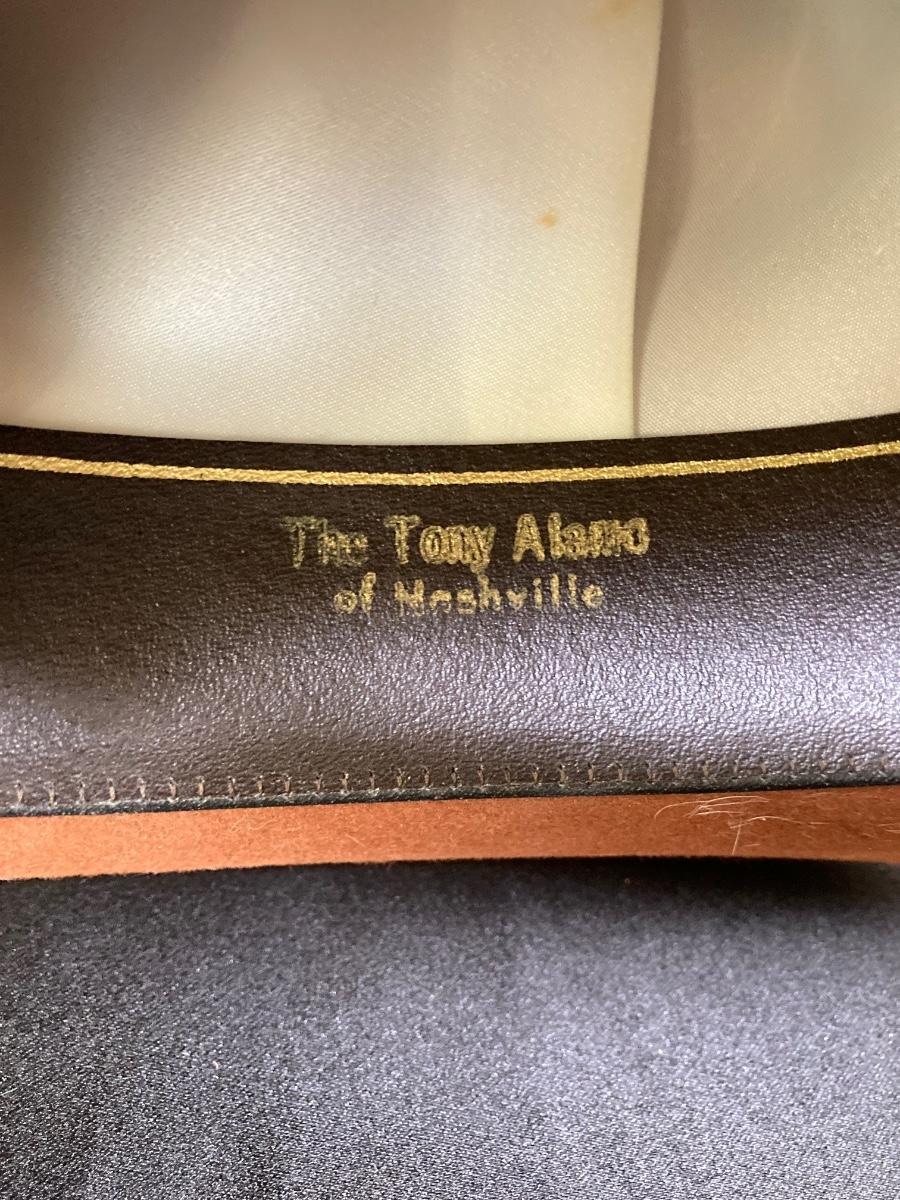 The Tony Alamo
of Nashville